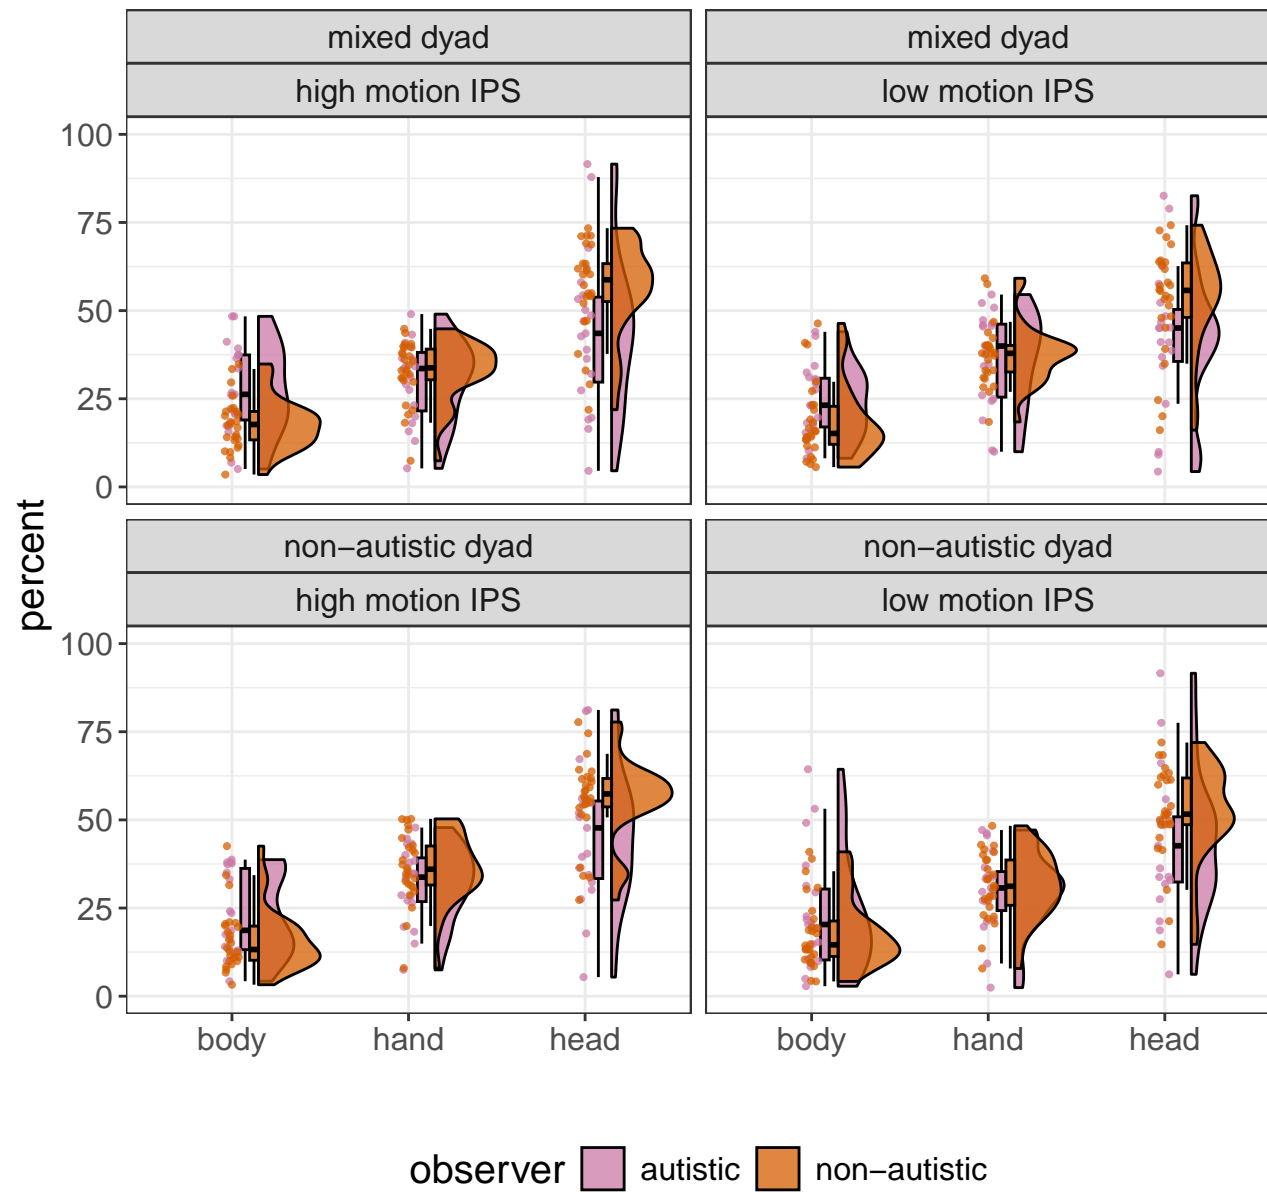 mixed dyad
mixed dyad
high motion IPS
low motion IPS
100
75
50
25
0
percent
non−autistic dyad
non−autistic dyad
high motion IPS
low motion IPS
100
75
50
25
0
body hand head
body hand head
observer autistic non−autistic